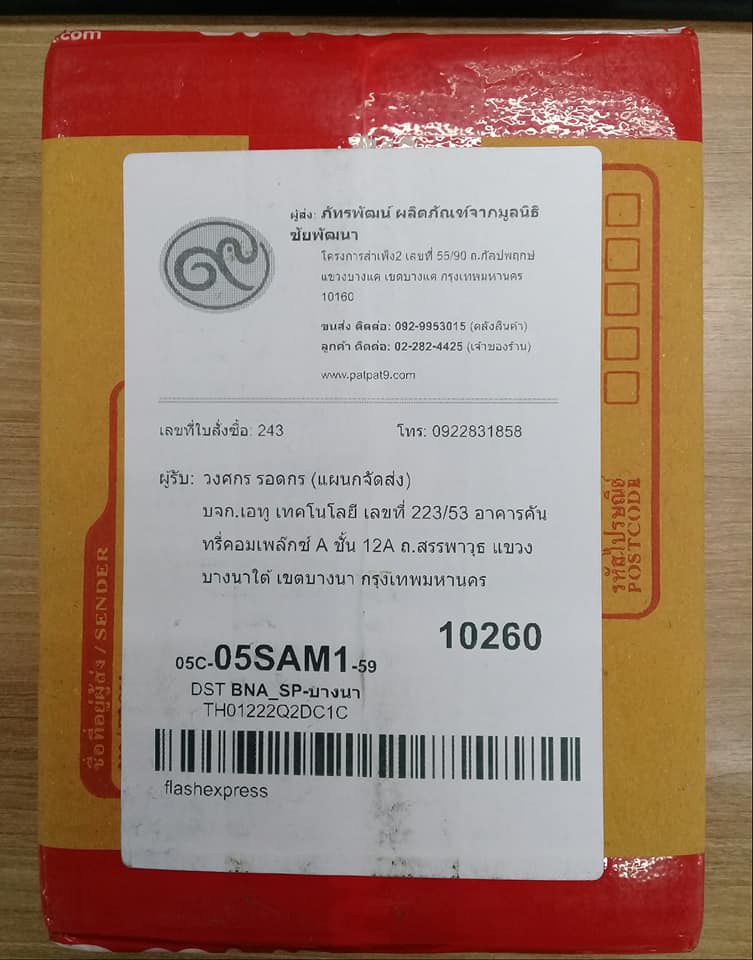 .com
ผู้ส่ง: ภัทรพัฒน์ ผลิตภัณฑ์จากมูลนิธิ
ชัยพัฒนา
โครงการสำเพ็ง2 เลขที่ 55/90 ถ.กัลปพฤกษ์
แขวงบางแค เขตบางแค กรุงเทพมหานคร
10160
ขนส่ง ติดต่อ: 092-9953015 (คลังสินค้า)
ลูกค้า ติดต่อ: 02-282-4425 (เจ้าของร้าน)
www.patpat9.com
เลขที่ใบสั่งซื้อ: 243 โทร: 0922831858
ผู้รับ: วงศกร รอดกร (แผนกจัดส่ง)
บจก.เอทู เทคโนโลยี เลขที่ 223/53 อาคารคัน
ทรี่คอมเพล๊กซ์ A ชั้น 12A ถ.สรรพาวุธ แขวง
บางนาใต้ เขตบางนา กรุงเทพมหานคร
10260
05C-05SAM1-59
DST BNA_SP-บางนา
TH01222Q2DC1C
flashexpress
ชื่อที่อยู่ผู้ส่ง / SENDER
รหัสไปรษณีย์
POSTCODE